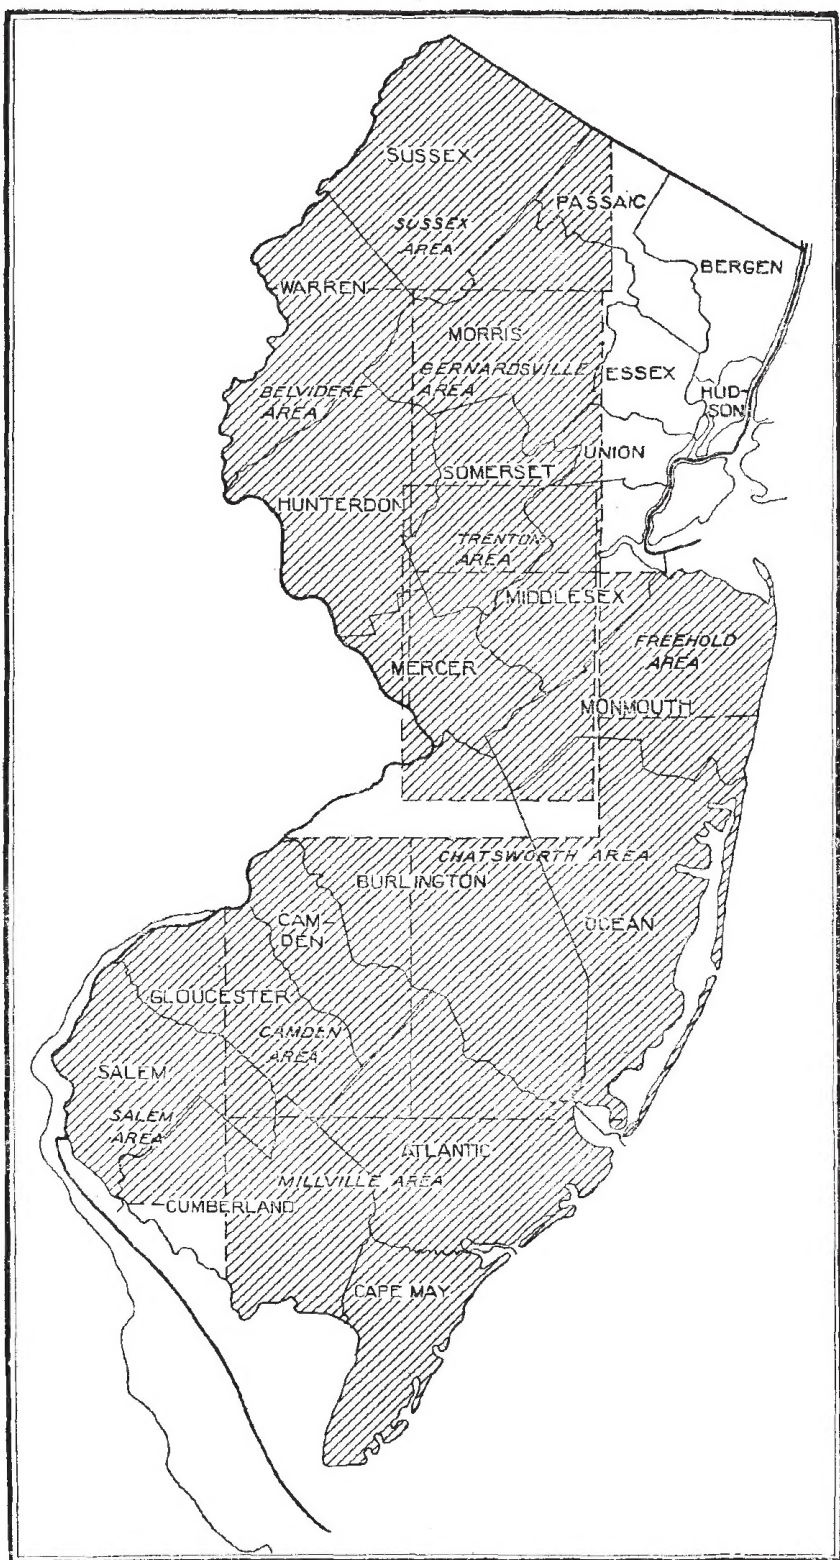 SUSSEX
PASSAIC
SUSSEX
AREA
BERGEN
WARREN
MORRIS
BERNARDSVILLE
AREA
ESSEX
BELVIDERE
AREA
HUD-
SON
UNION
SOMERSET
HUNTERDON
TRENTON
AREA
MIDDLESEX
FREEHOLD
AREA
MERCER
MONMOUTH
CHATSWORTH AREA
BURLINGTON
CAM-
DEN
OCEAN
GLOUCESTER
CAMDEN
AREA
SALEM
SALEM
AREA
ATLANTIC
MILLVILLE AREA
CUMBERLAND
CAPE MAY